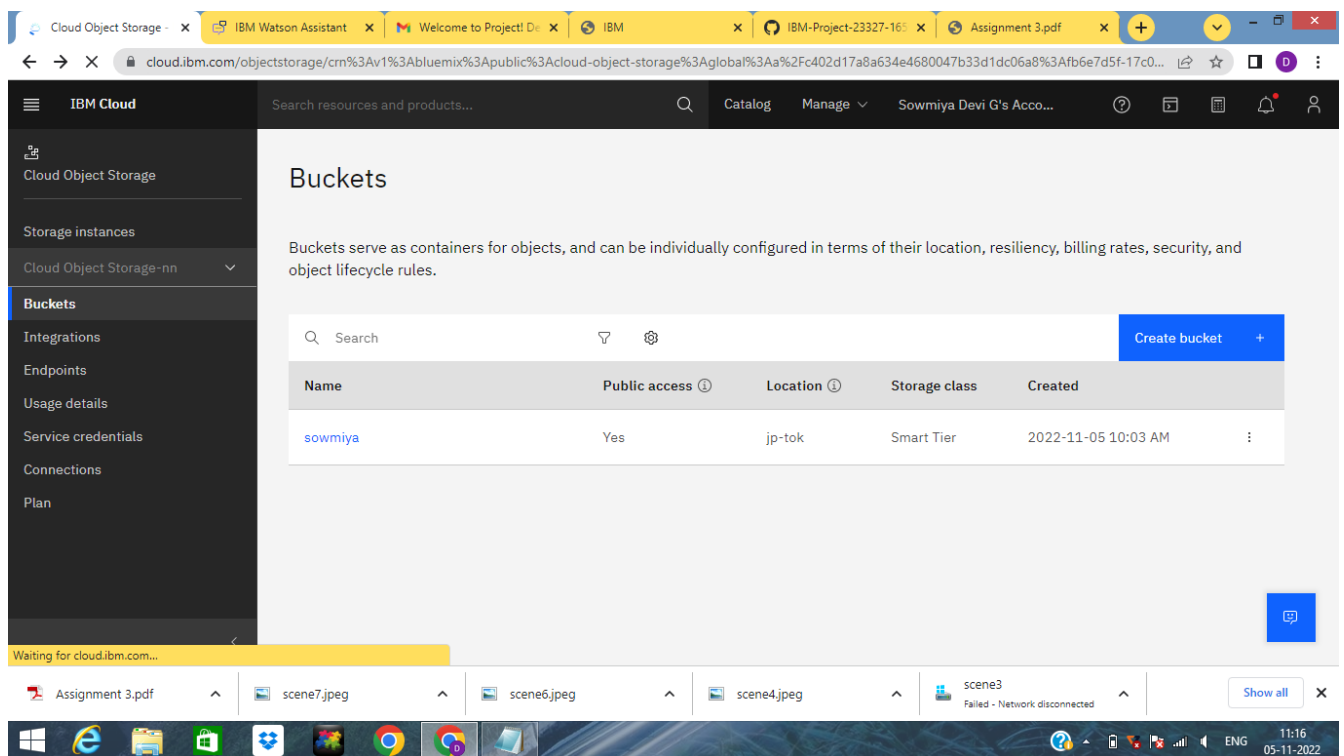 Cloud Object Storage -
IBM Watson Assistant
Welcome to Project! De
IBM
IBM-Project-23327-165
Assignment 3.pdf
cloud.ibm.com/objectstorage/crn%3Av1%3Abluemix%3Apublic%3Acloud-object-storage%3Aglobal%3Aa%2Fc402d17a8a634e4680047b33d1dc06a8%3Afb6e7d5f-17c0...
D
IBM Cloud
Search resources and products...
Catalog
Manage
Sowmiya Devi G's Acco...
Cloud Object Storage
Storage instances
Cloud Object Storage-nn
Buckets
Integrations
Endpoints
Usage details
Service credentials
Connections
Plan
Buckets
Buckets serve as containers for objects, and can be individually configured in terms of their location, resiliency, billing rates, security, and
object lifecycle rules.
Search
Create bucket +
Name Public access Location Storage class Created
sowmiya Yes jp-tok Smart Tier 2022-11-05 10:03 AM
Waiting for cloud.ibm.com...
Assignment 3.pdf
scene7.jpeg
scene6.jpeg
scene4.jpeg
scene3
Failed - Network disconnected
Show all
ENG
11:16
05-11-2022